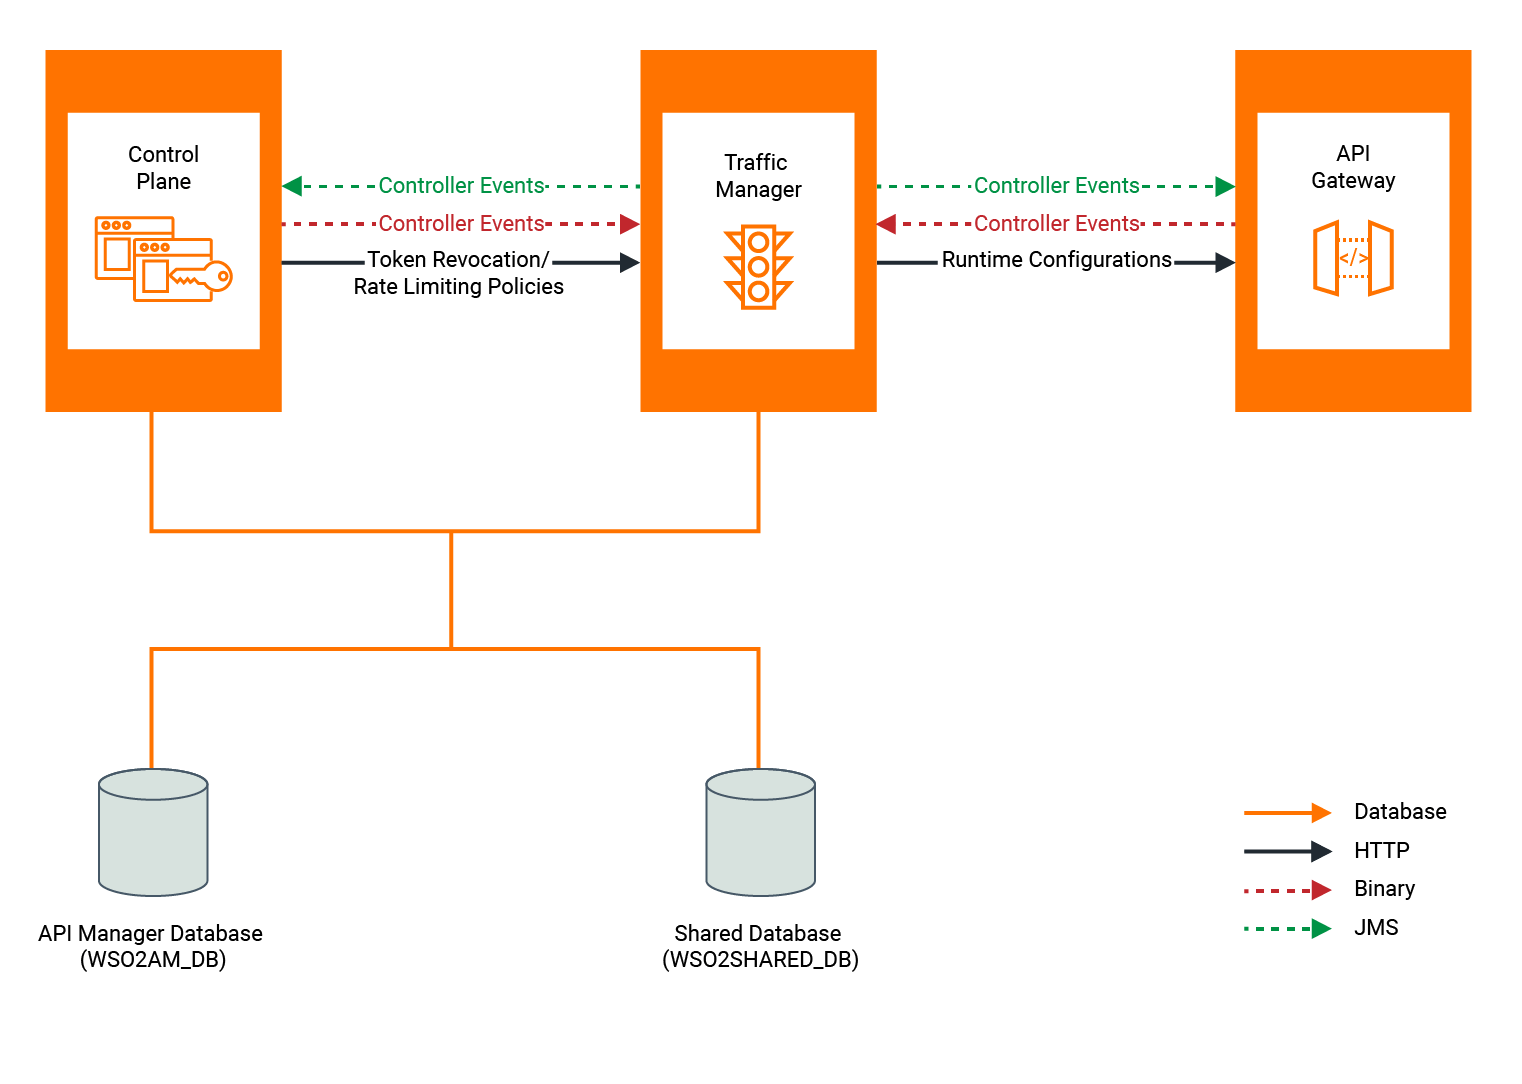 Control
Plane
Controller Events
Controller Events
Token Revocation/
Rate Limiting Policies
Traffic
Manager
Controller Events
Controller Events
Runtime Configurations
API
Gateway
</>
API Manager Database
(WSO2AM_DB)
Shared Database
(WSO2SHARED_DB)
Database
HTTP
Binary
JMS